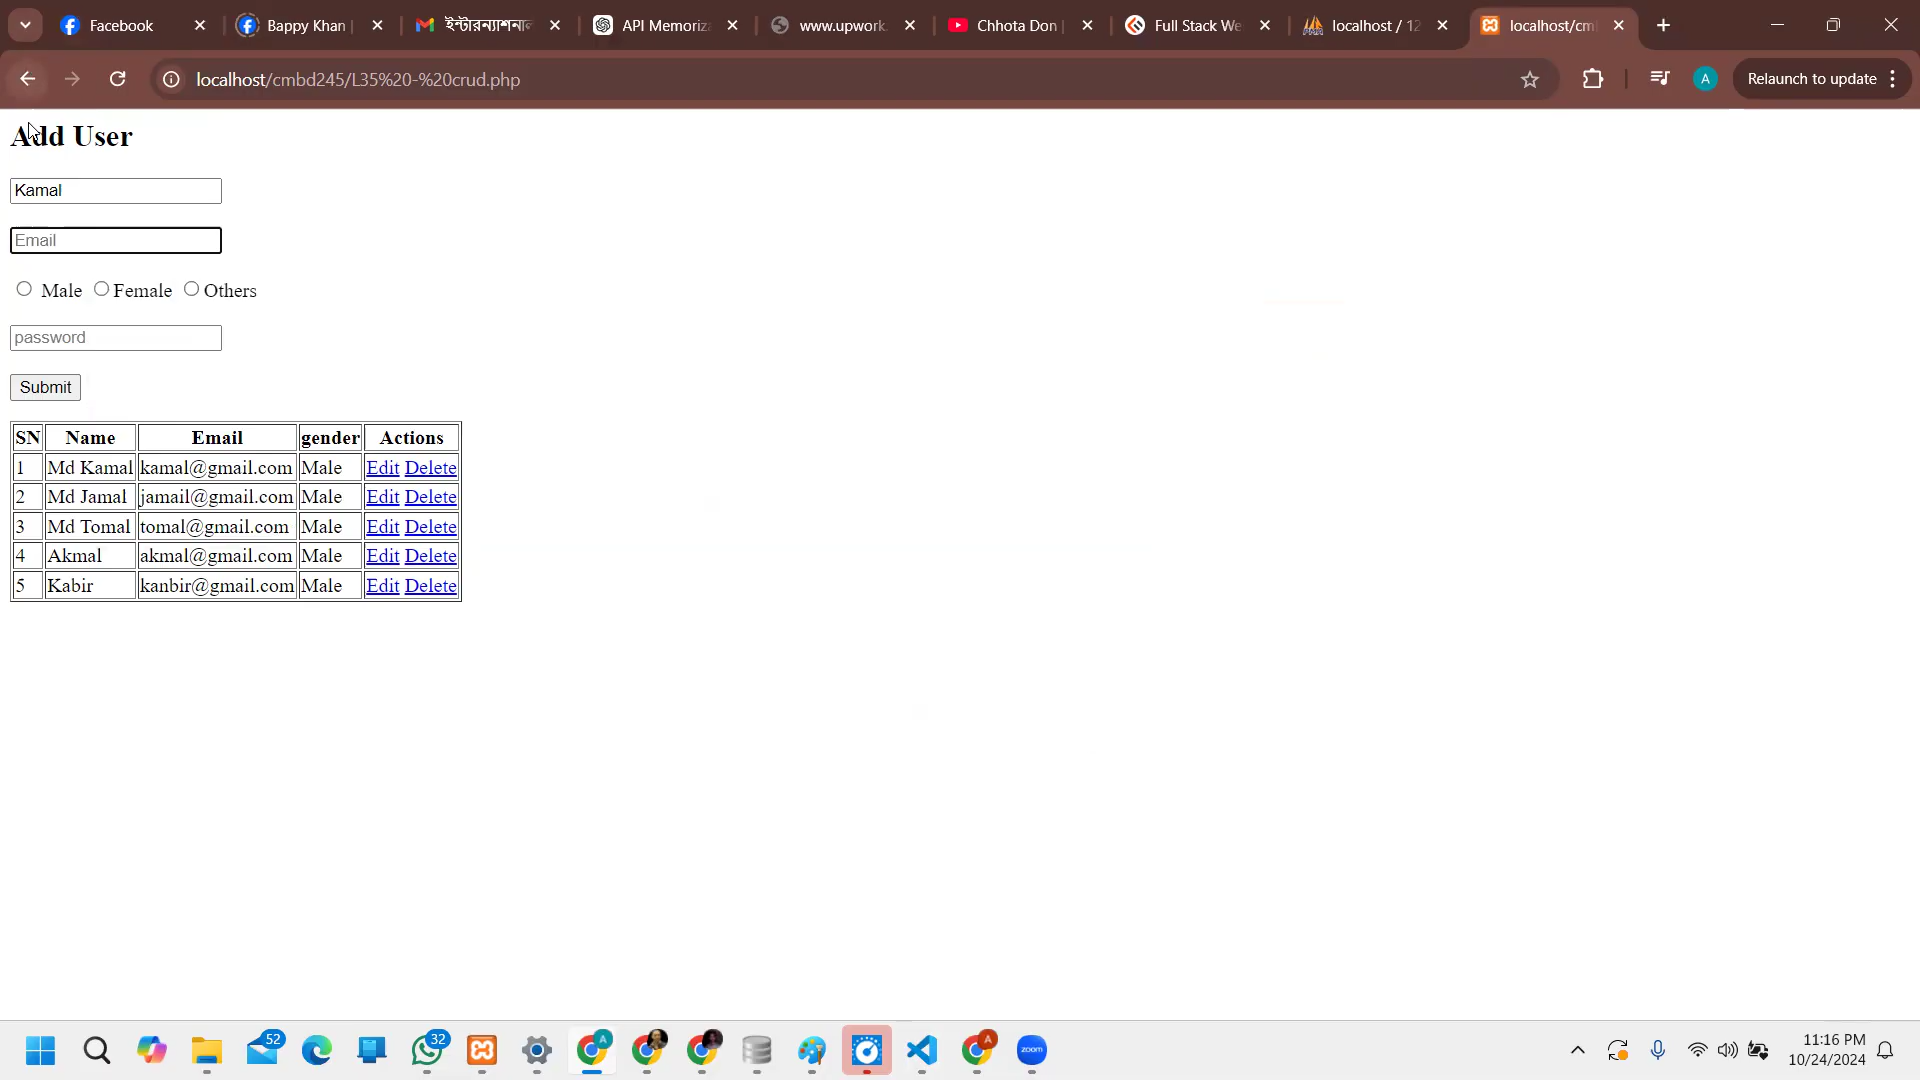 Facebook
Bappy Khan |
ইন্টারন্যাশনাল
API Memoriz
www.upwork.
Chhota Don |
Full Stack We
localhost / 12
localhost/cm
localhost/cmbd245/L35%20-%20crud.php
A
Relaunch to update
Add User
Kamal
Email
Male Female Others
password
Submit
SN Name Email gender Actions
1 Md Kamal kamal@gmail.com Male Edit Delete
2 Md Jamal jamail@gmail.com Male Edit Delete
3 Md Tomal tomal@gmail.com Male Edit Delete
4 Akmal akmal@gmail.com Male Edit Delete
5 Kabir kanbir@gmail.com Male Edit Delete
52
32
A
A
zoom
11:16 PM
10/24/2024